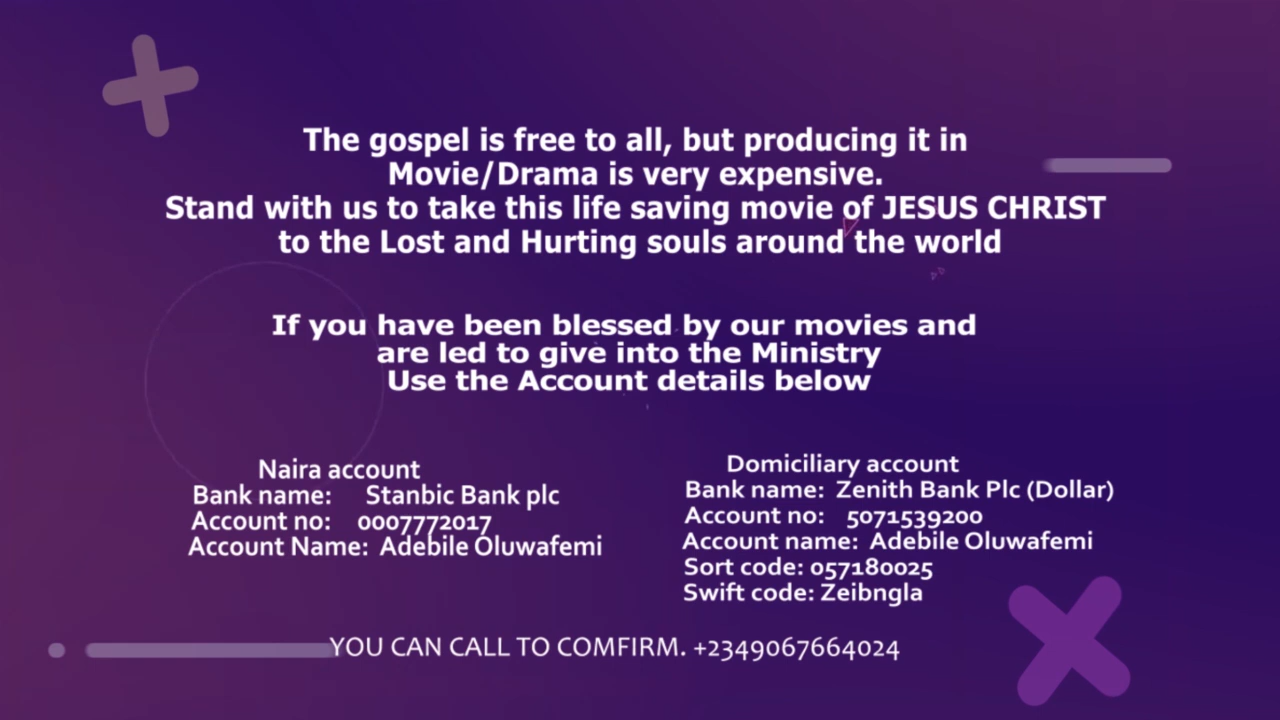 The gospel is free to all, but producing it in
Movie/Drama is very expensive.
Stand with us to take this life saving movie of JESUS CHRIST
to the Lost and Hurting souls around the world
If you have been blessed by our movies and
are led to give into the Ministry
Use the Account details below
Naira account
Bank name: Stanbic Bank plc
Account no: 0007772017
Account Name: Adebile Oluwafemi
Domiciliary account
Bank name: Zenith Bank Plc (Dollar)
Account no: 5071539200
Account name: Adebile Oluwafemi
Sort code: 057180025
Swift code: Zeibngla
YOU CAN CALL TO COMFIRM. +2349067664024